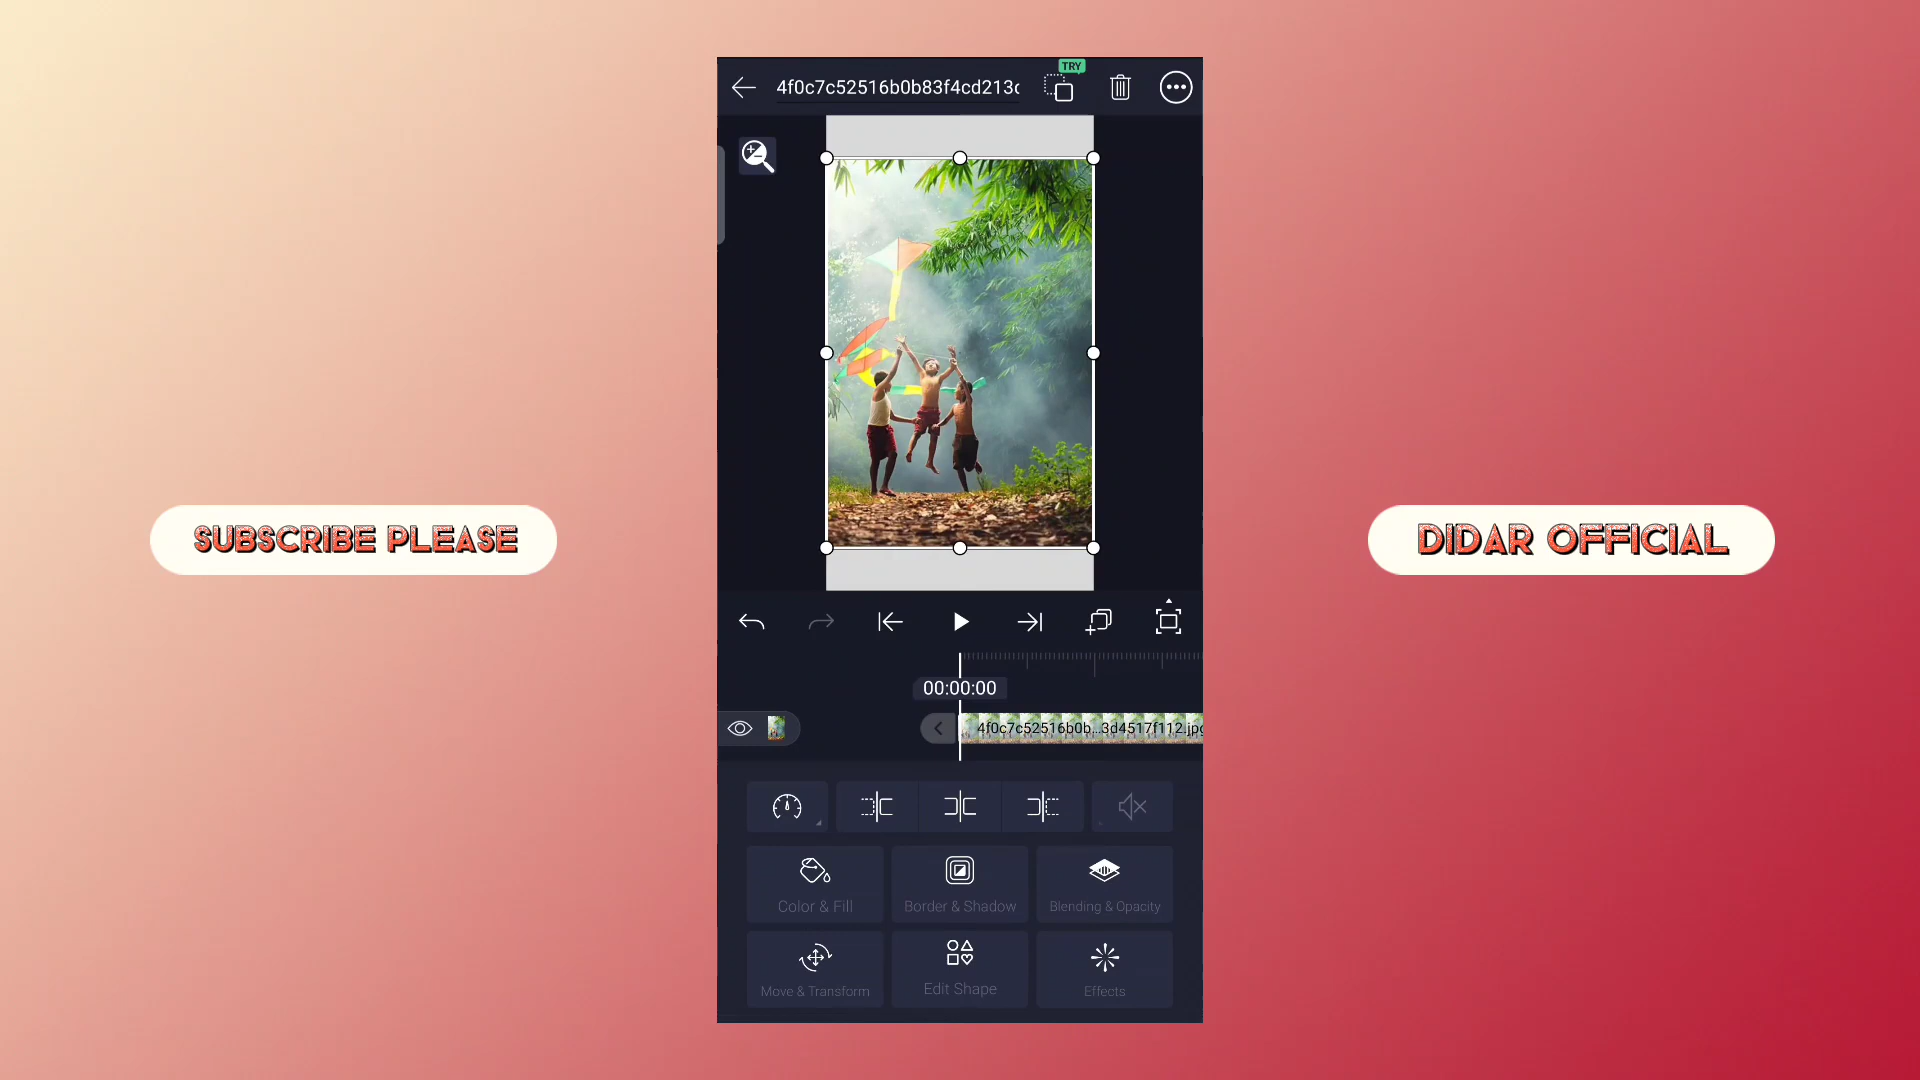 TRY
4f0c7c52516b0b83f4cd213
SUBSCRIBE PLEASE
DIDAR OFFICIAL
00:00:00
4f0c7c52516b0b...3d4517f112.jpg
Color & Fill
Border & Shadow
Blending & Opacity
Move & Transform
Edit Shape
Effects